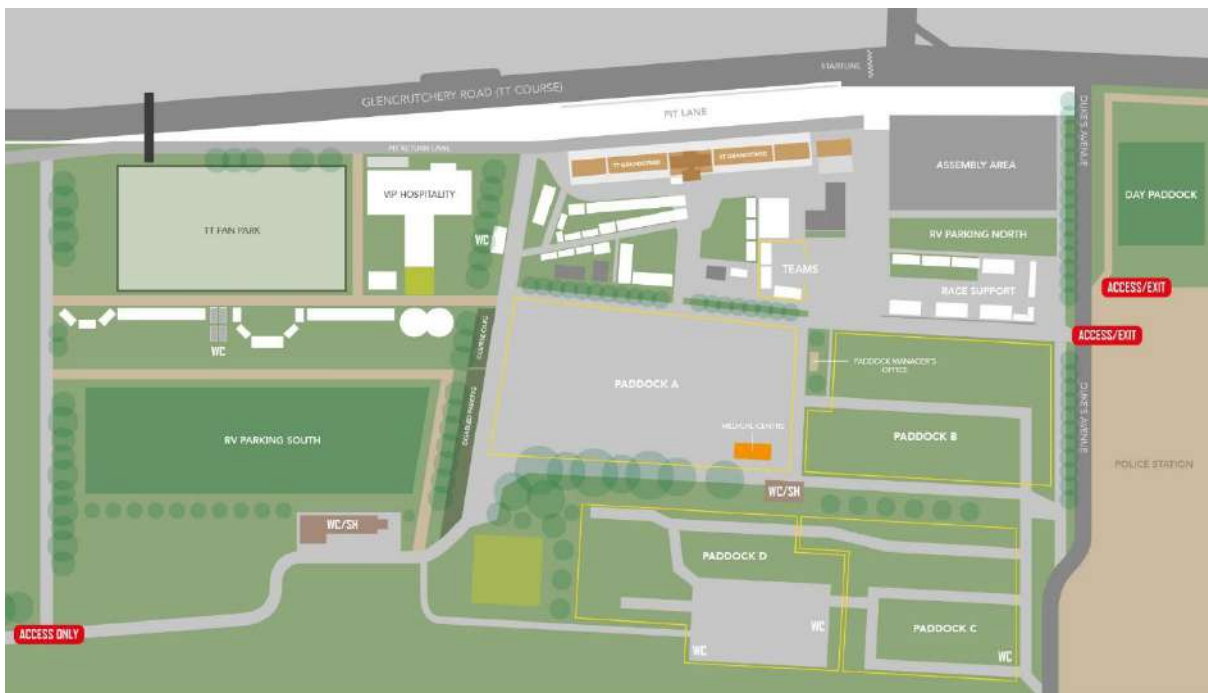 STARTLINE
GLENCRUTCHERY ROAD (TT COURSE)
PIT LANE
DUKE'S AVENUE
PIT RETURN LANE
TT GRANDSTAND
TT GRANDSTAND
ASSEMBLY AREA
VIP HOSPITALITY
DAY PADDOCK
TT FAN PARK
WC
RV PARKING NORTH
TEAMS
RACE SUPPORT
ACCESS/EXIT
ACCESS/EXIT
WC
PADDOCK MANAGER'S
OFFICE
PADDOCK A
DISABLED PARKING
DUKE'S AVENUE
MEDICAL CENTRE
PADDOCK B
RV PARKING SOUTH
POLICE STATION
WC/SH
WC/SH
PADDOCK D
ACCESS ONLY
WC
PADDOCK C
WC
WC